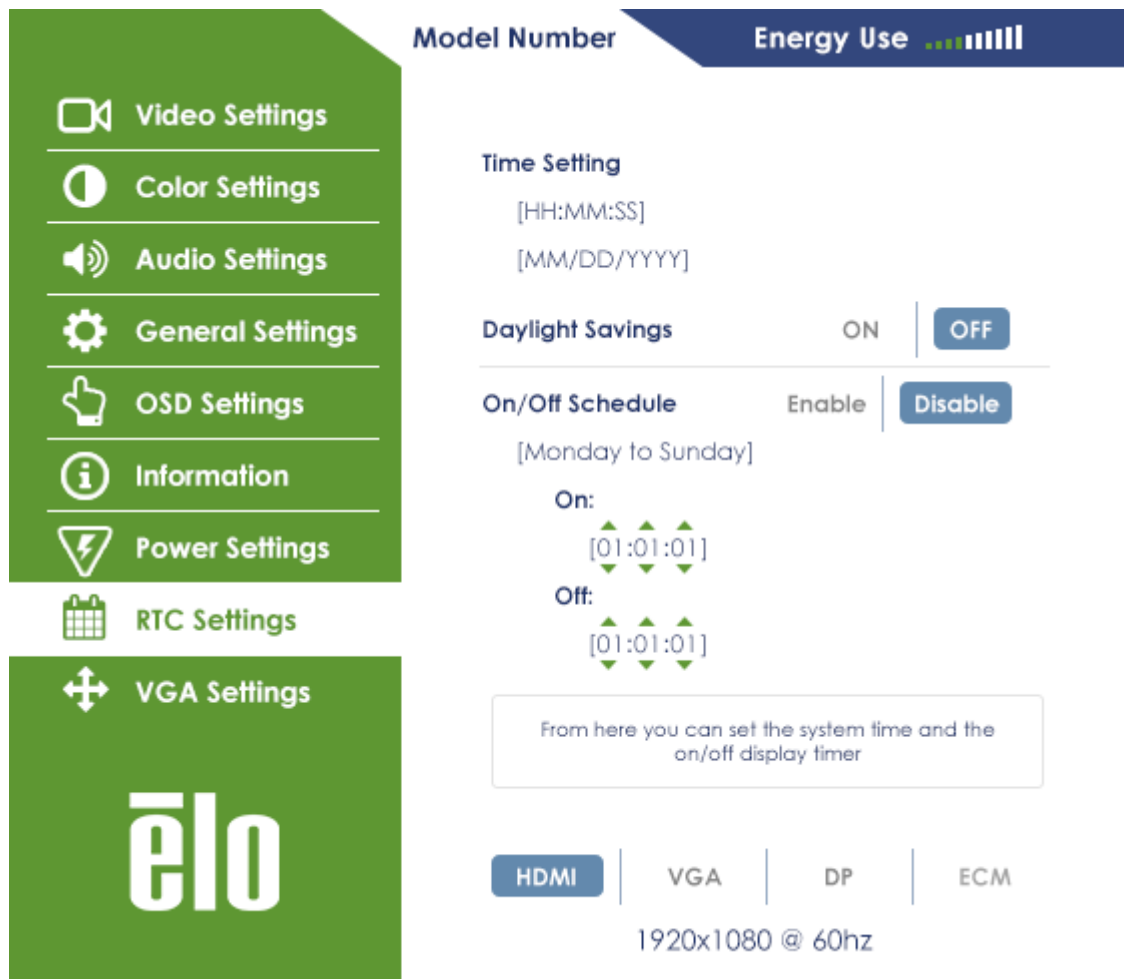 Model Number
Energy Use
Video Settings
Color Settings
Audio Settings
General Settings
OSD Settings
Information
Power Settings
RTC Settings
VGA Settings
ēlo
Time Setting
[HH:MM:SS]
[MM/DD/YYYY]
Daylight Savings ON OFF
On/Off Schedule Enable Disable
[Monday to Sunday]
On:
[01:01:01]
Off:
[01:01:01]
From here you can set the system time and the
on/off display timer
HDMI VGA DP ECM
1920x1080 @ 60hz